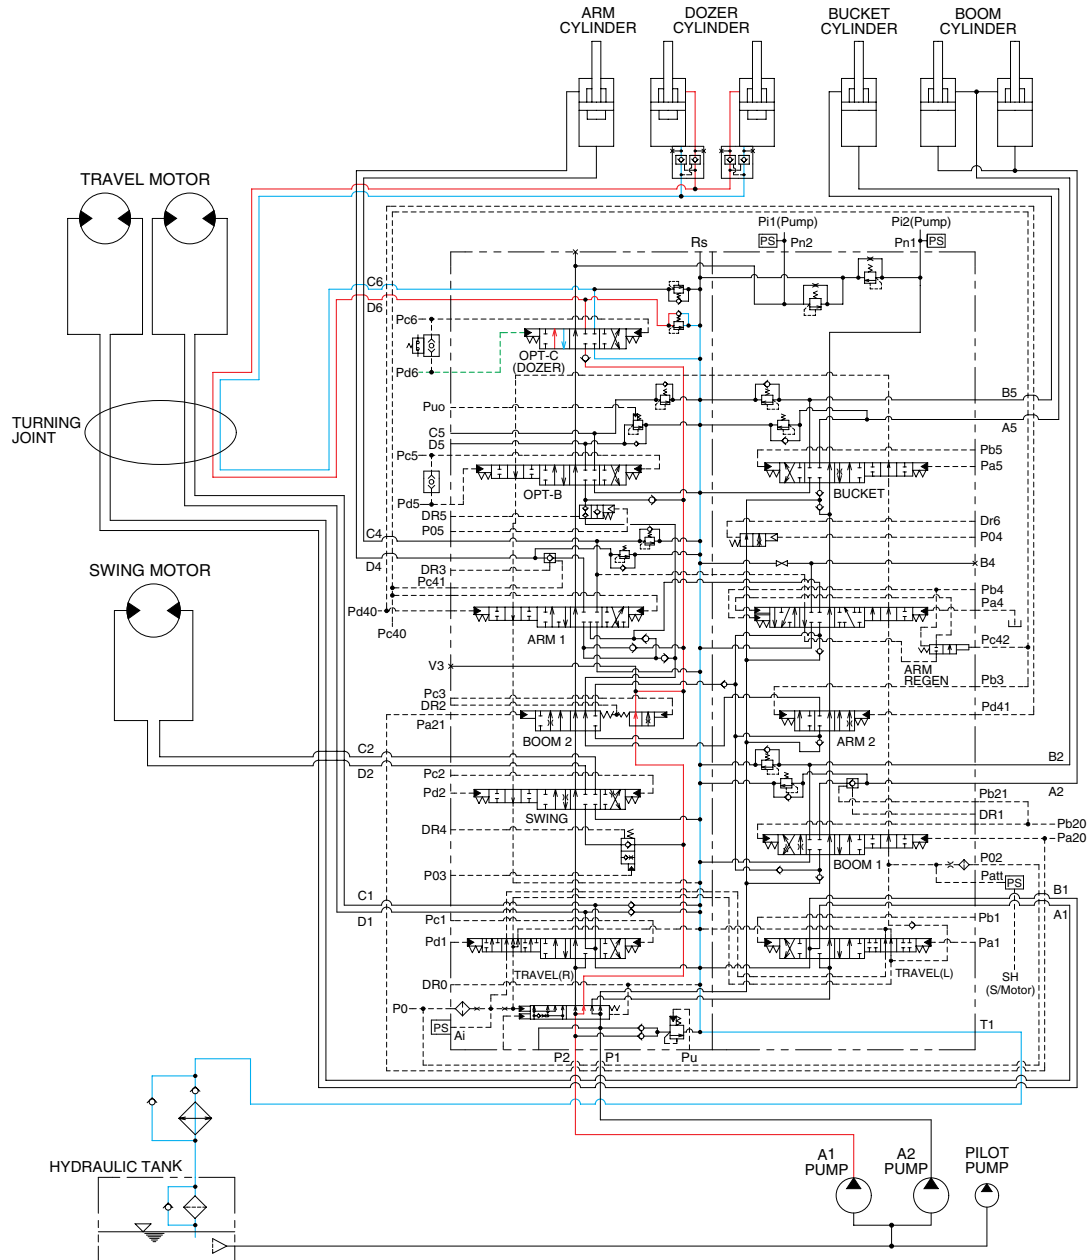 ARM
CYLINDER
DOZER
CYLINDER
BUCKET
CYLINDER
BOOM
CYLINDER
TRAVEL MOTOR
Pi1(Pump)
Pi2(Pump)
Rs
PS
Pn2
Pn1
PS
C6
D6
Pc6
OPT-C
(DOZER)
Pd6
TURNING
JOINT
Puo
B5
C5
D5
A5
Pc5
Pb5
Pa5
OPT-B
BUCKET
Pd5
DR5
P05
Dr6
P04
C4
D4
B4
SWING MOTOR
DR3
Pc41
Pb4
Pa4
Pd40
Pc40
ARM 1
Pc42
ARM
REGEN
V3
Pc3
DR2
Pb3
Pa21
Pd41
BOOM 2
ARM 2
C2
D2
B2
A2
Pc2
Pd2
Pb21
DR1
SWING
DR4
Pb20
Pa20
BOOM 1
P02
P03
Patt
PS
C1
D1
B1
A1
Pc1
Pb1
Pd1
Pa1
TRAVEL(R)
TRAVEL(L)
SH
(S/Motor)
DR0
P0
PS
Ai
T1
P2
P1
Pu
HYDRAULIC TANK
A1
PUMP
A2
PUMP
PILOT
PUMP